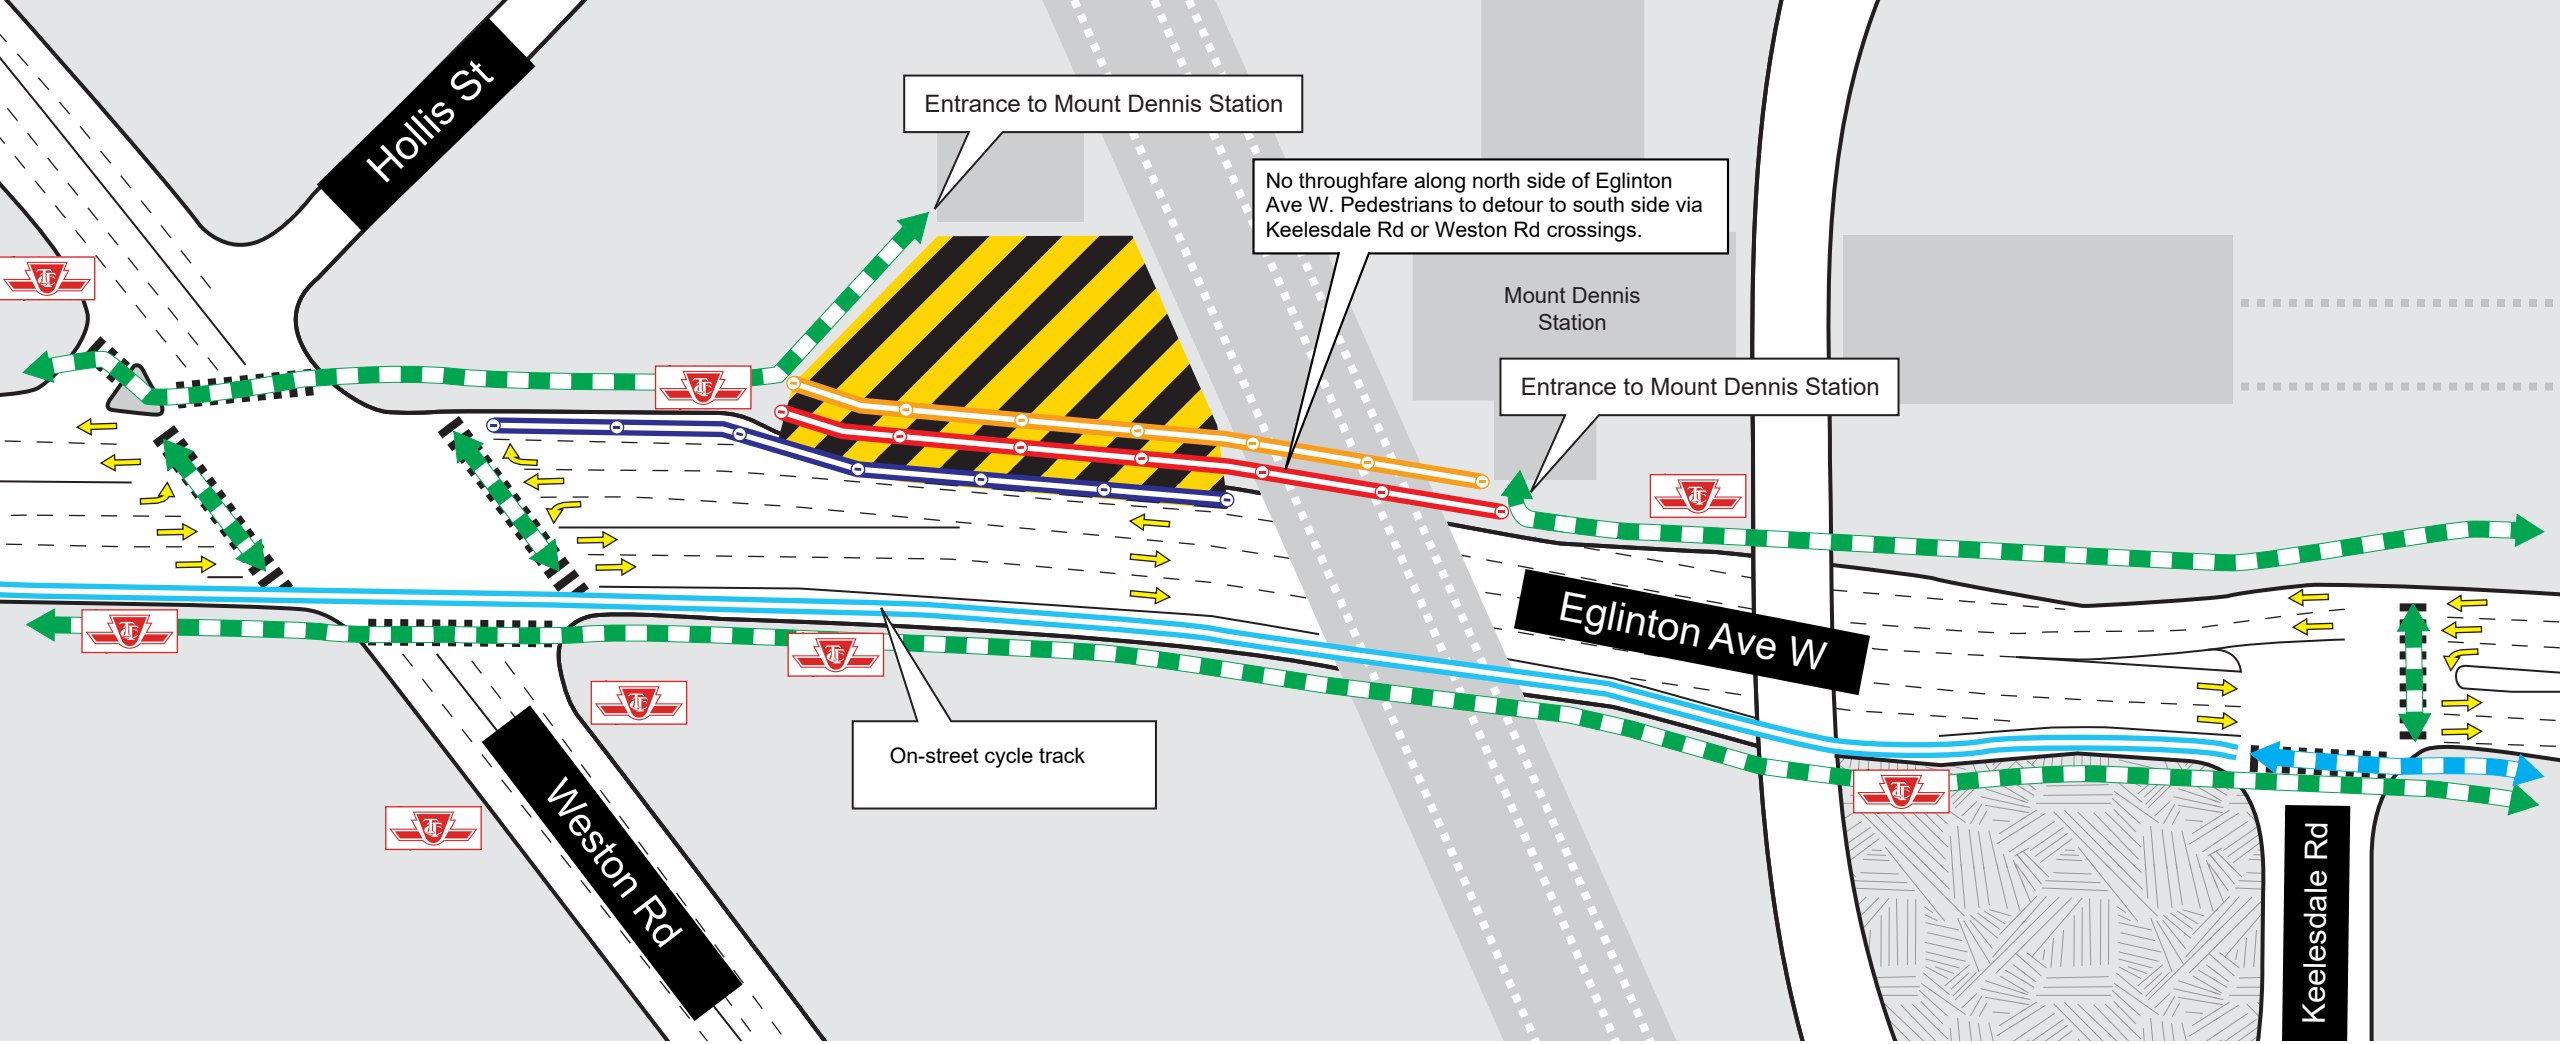 Hollis St
Entrance to Mount Dennis Station
No throughfare along north side of Eglinton
Ave W. Pedestrians to detour to south side via
Keelesdale Rd or Weston Rd crossings.
Mount Dennis
Station
Entrance to Mount Dennis Station
Eglinton Ave W
On-street cycle track
Weston Rd
Keelesdale Rd